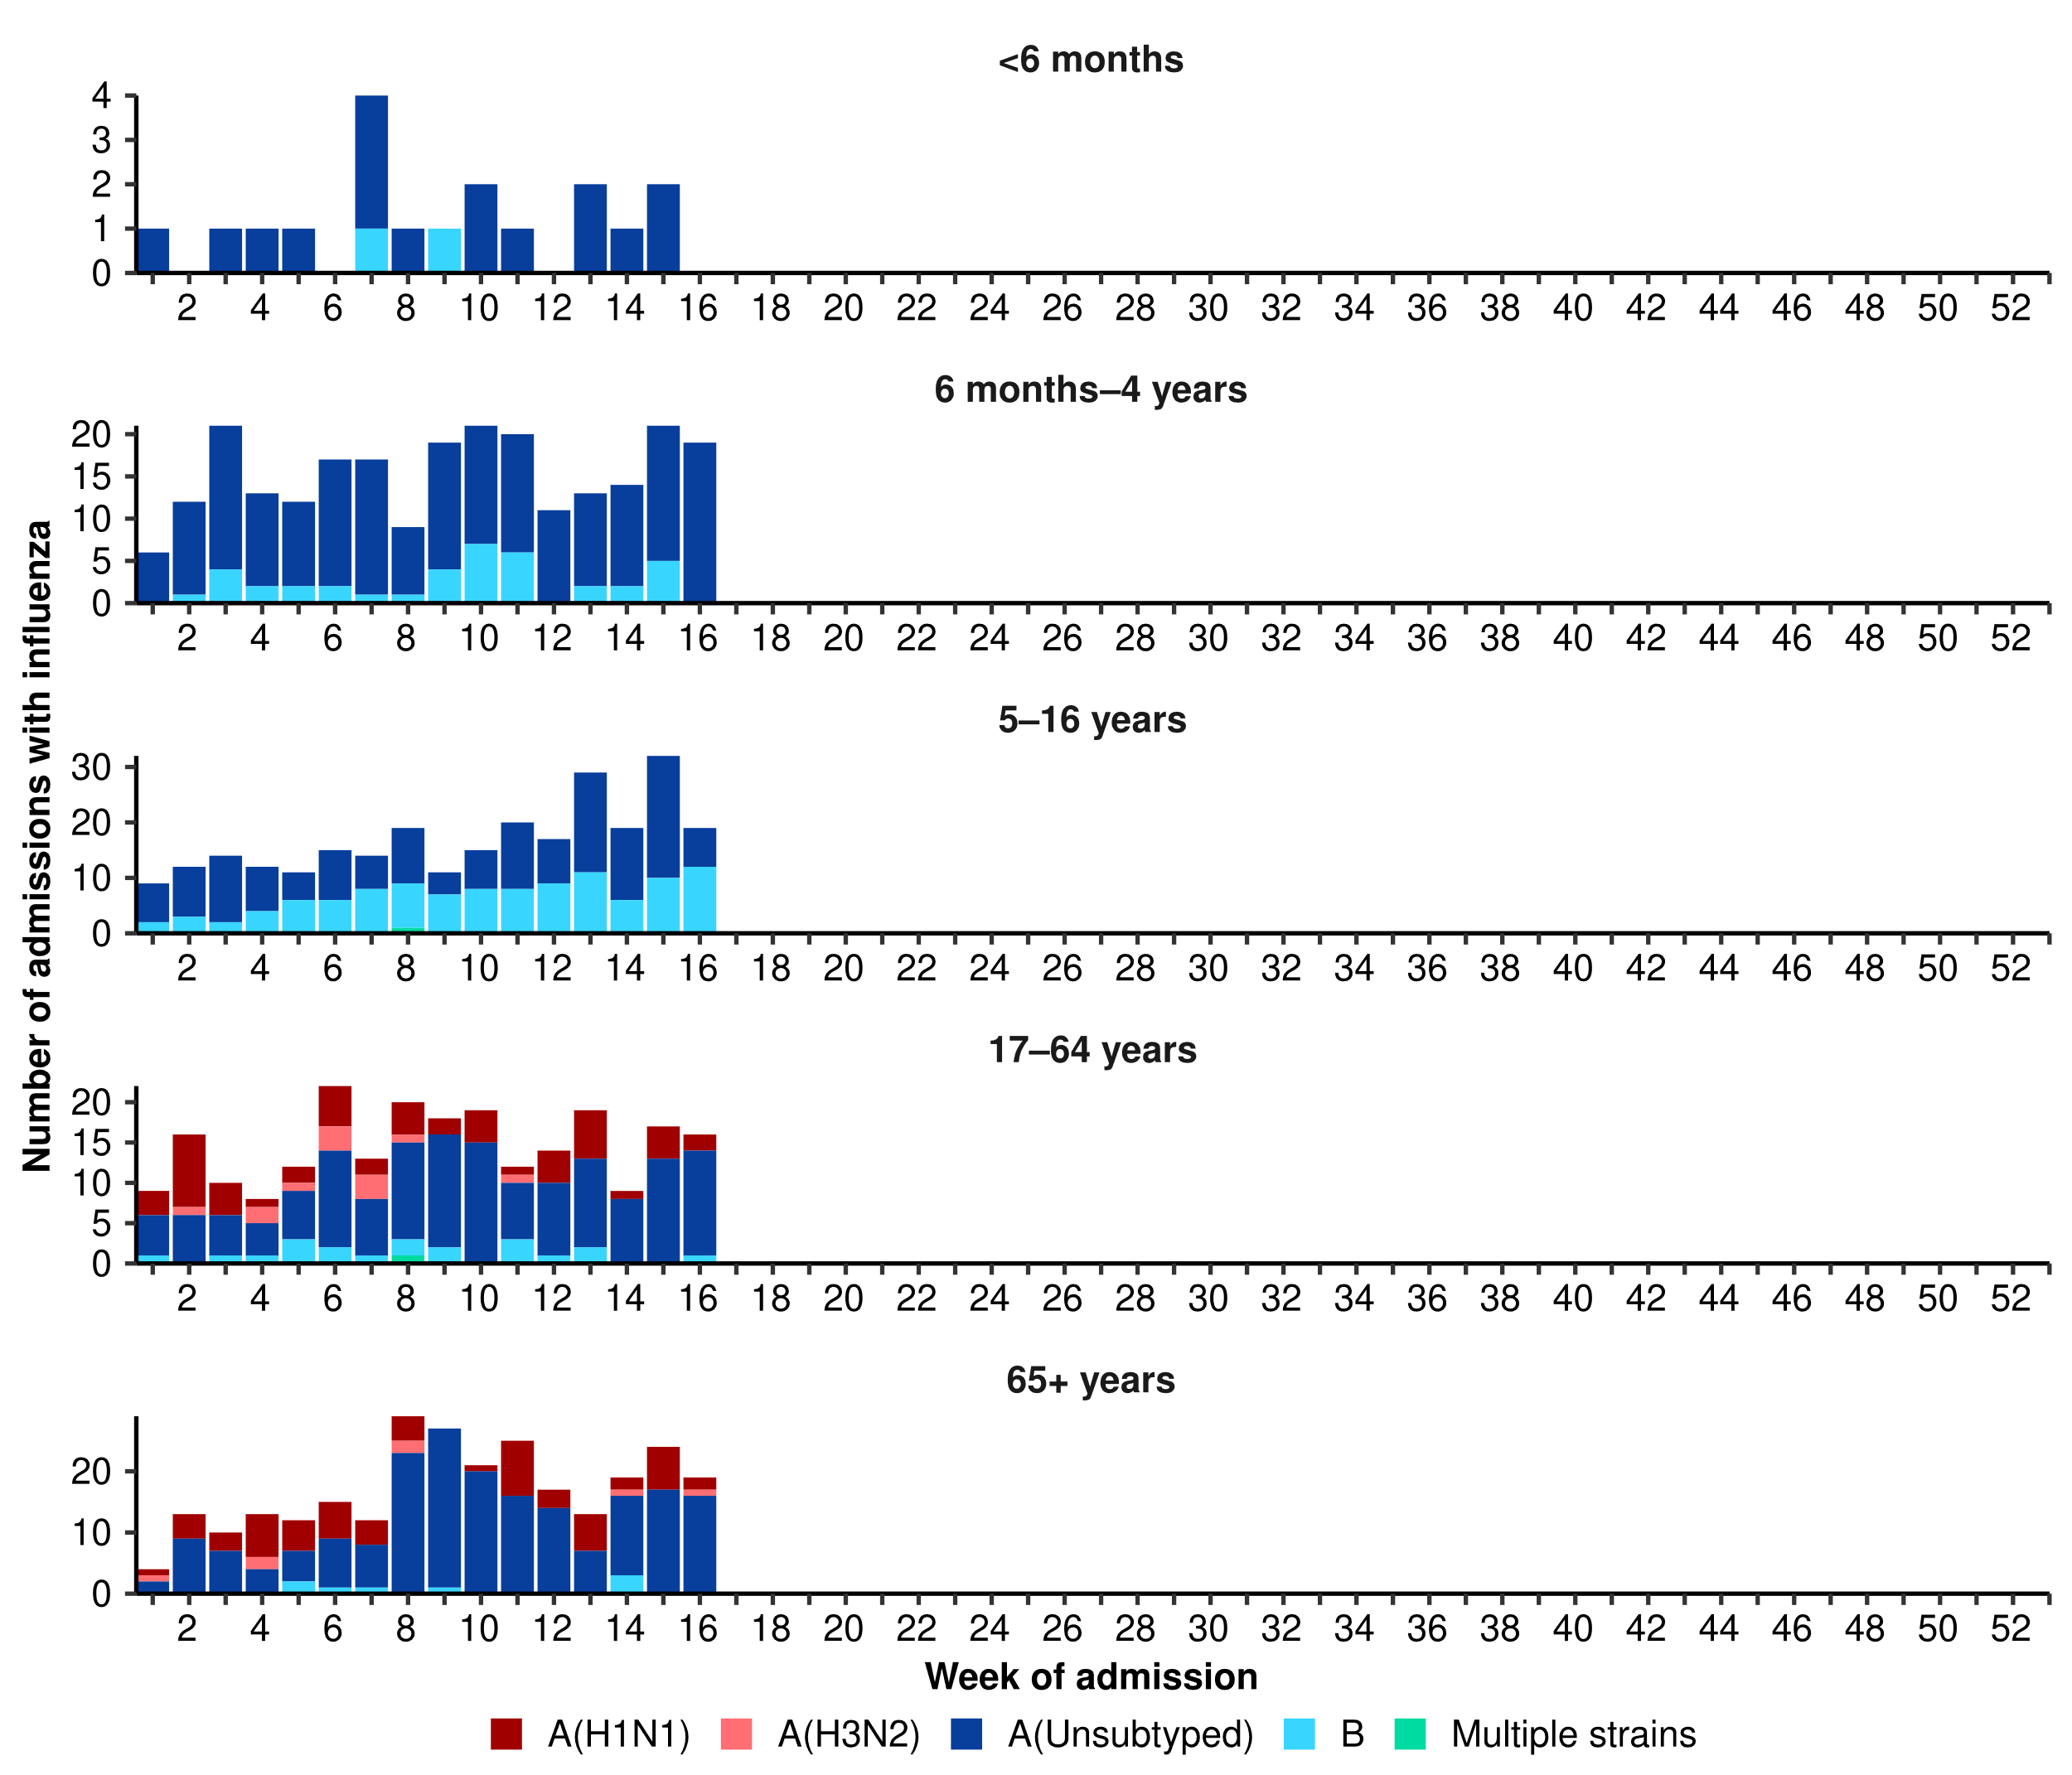 <6 months
4
3
2
1
0
2 4 6 8 10 12 14 16 18 20 22 24 26 28 30 32 34 36 38 40 42 44 46 48 50 52
6 months–4 years
20
15
10
5
0
2 4 6 8 10 12 14 16 18 20 22 24 26 28 30 32 34 36 38 40 42 44 46 48 50 52
5–16 years
30
20
10
0
2 4 6 8 10 12 14 16 18 20 22 24 26 28 30 32 34 36 38 40 42 44 46 48 50 52
17–64 years
20
15
10
5
0
2 4 6 8 10 12 14 16 18 20 22 24 26 28 30 32 34 36 38 40 42 44 46 48 50 52
65+ years
20
10
0
2 4 6 8 10 12 14 16 18 20 22 24 26 28 30 32 34 36 38 40 42 44 46 48 50 52
Number of admissions with influenza
Week of admission
A(H1N1) A(H3N2) A(Unsubtyped) B Multiple strains